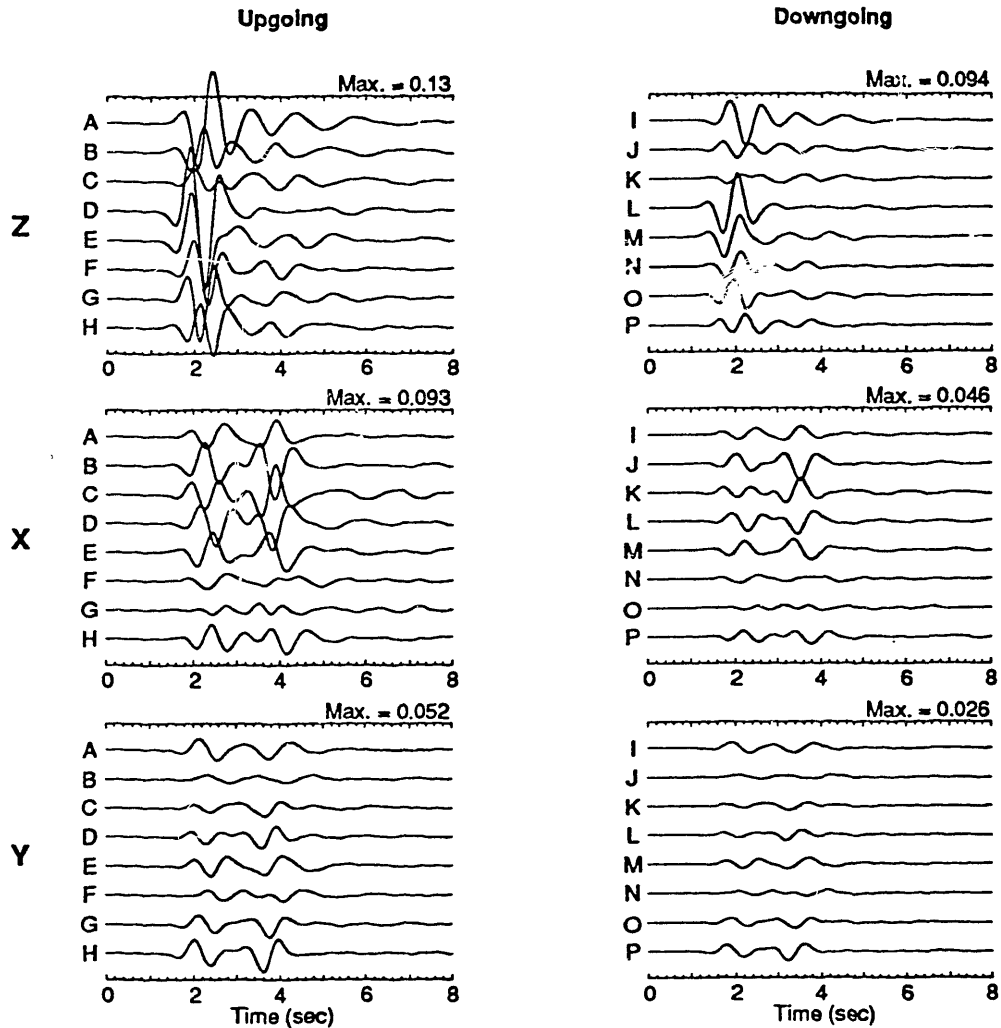 Upgoing
Downgoing
Z
Max. = 0.13
A
B
C
D
E
F
G
H
0 2 4 6 8
Max. = 0.094
I
J
K
L
M
N
O
P
0 2 4 6 8
X
Max. = 0.093
A
B
C
D
E
F
G
H
0 2 4 6 8
Max. = 0.046
I
J
K
L
M
N
O
P
0 2 4 6 8
Y
Max. = 0.052
A
B
C
D
E
F
G
H
0 2 4 6 8
Time (sec)
Max. = 0.026
I
J
K
L
M
N
O
P
0 2 4 6 8
Time (sec)